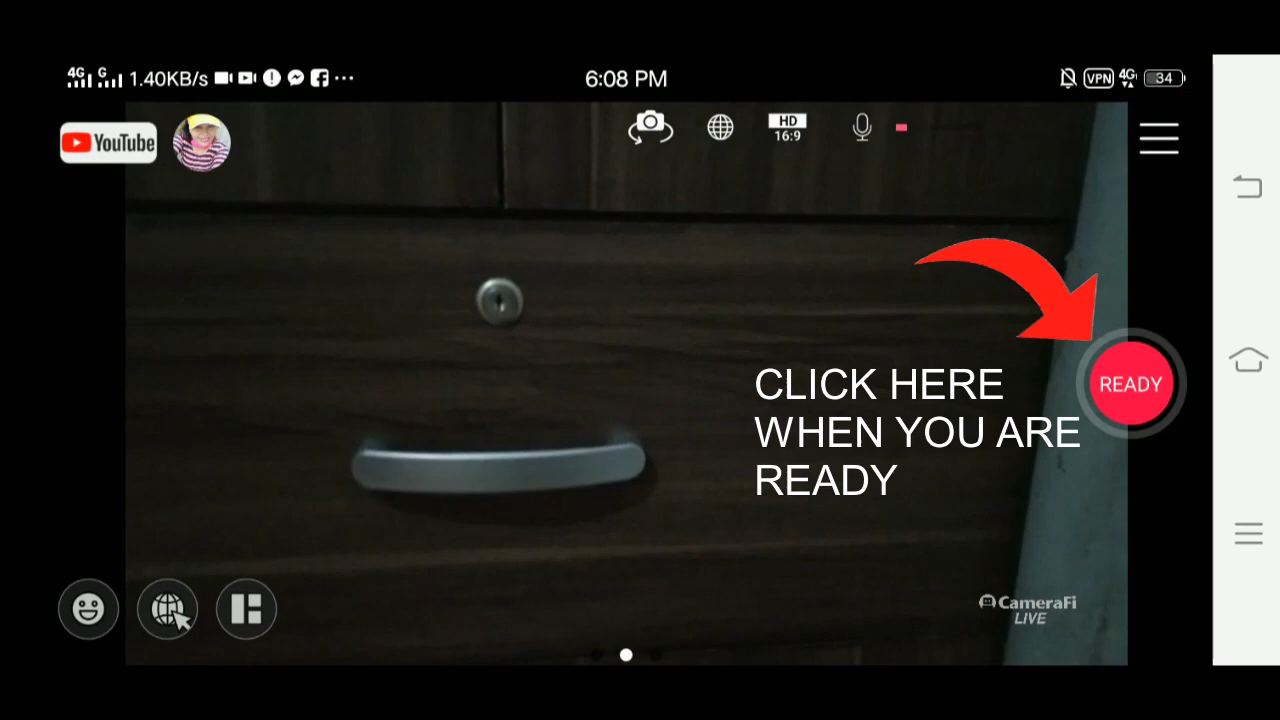 4G G 1.40KB/s
6:08 PM
VPN 4G 34
YouTube
HD
16:9
CLICK HERE
WHEN YOU ARE
READY
READY
CameraFi
LIVE